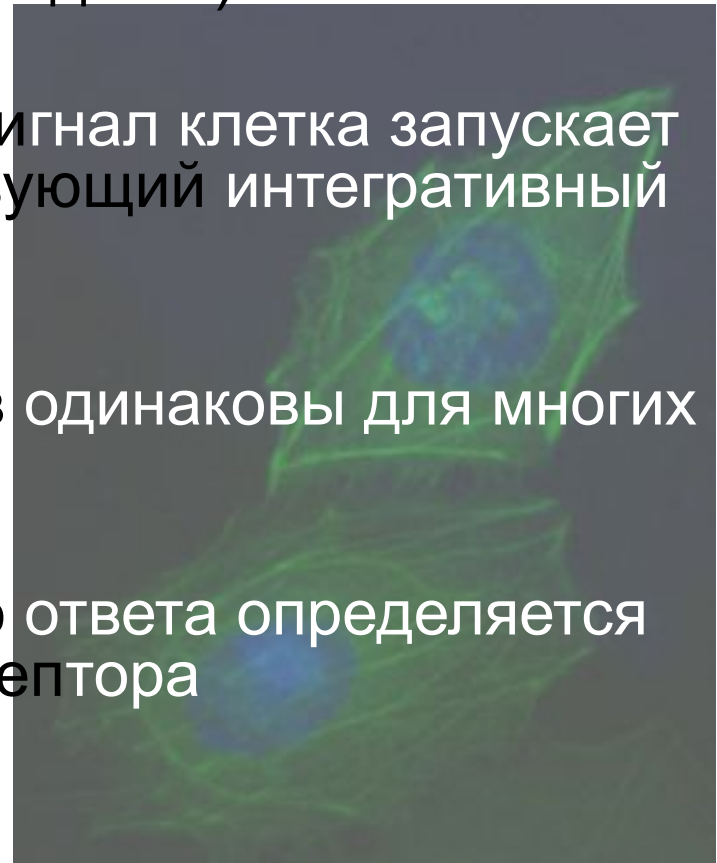 игнал клетка запускает
ующий интегративный
в одинаковы для многих
о ответа определяется
ептора